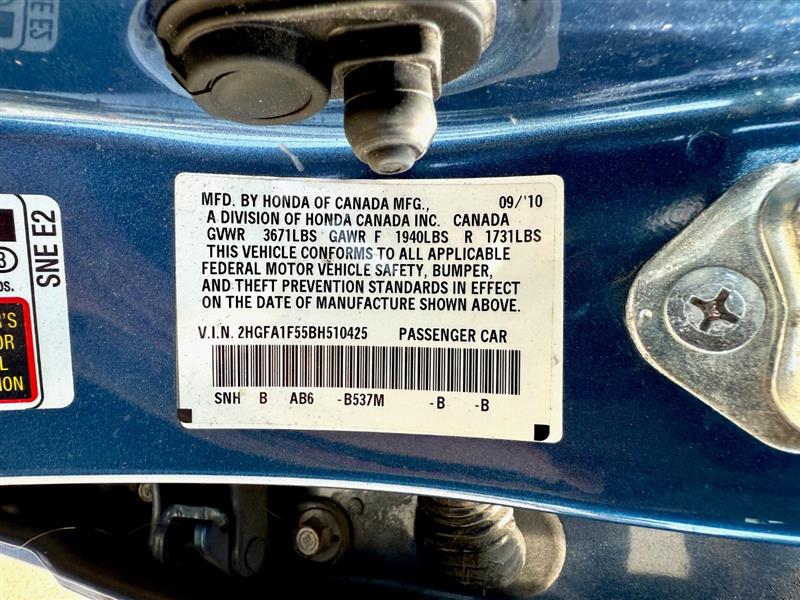 MFD. BY HONDA OF CANADA MFG., 09/'10
A DIVISION OF HONDA CANADA INC. CANADA
GVWR 3671LBS GAWR F 1940LBS R 1731LBS
THIS VEHICLE CONFORMS TO ALL APPLICABLE
FEDERAL MOTOR VEHICLE SAFETY, BUMPER,
AND THEFT PREVENTION STANDARDS IN EFFECT
ON THE DATE OF MANUFACTURE SHOWN ABOVE.
V.I.N. 2HGFA1F55BH510425 PASSENGER CAR
SNH B AB6 -B537M -B -B
SNE E2